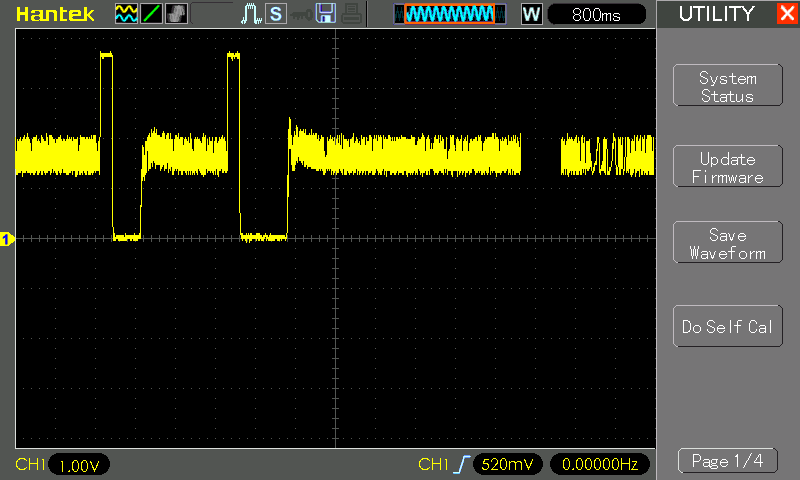 Hantek
S
W
800ms
UTILITY
System
Status
Update
Firmware
Save
Waveform
Do Self Cal
Page 1/4
1
CH1 1.00V
CH1 520mV 0.00000Hz